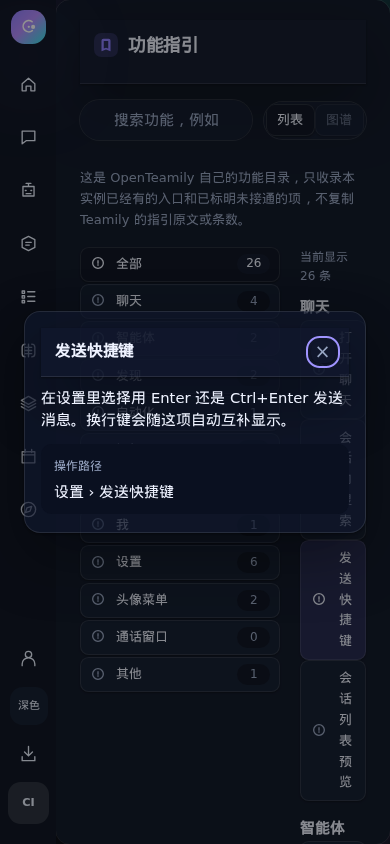 功能指引
搜索功能，例如
列表
图谱
这是 OpenTeamily 自己的功能目录，只收录本
实例已经有的入口和已标明未接通的项，不复制
Teamily 的指引原文或条数。
全部
26
聊天
4
当前显示
26 条
聊天
发送快捷键
在设置里选择用 Enter 还是 Ctrl+Enter 发送
消息。换行键会随这项自动互补显示。
操作路径
设置 › 发送快捷键
我
1
设置
6
头像菜单
2
通话窗口
0
其他
1
发
送
快
捷
键
会
话
列
表
预
览
智能体
深色
CI